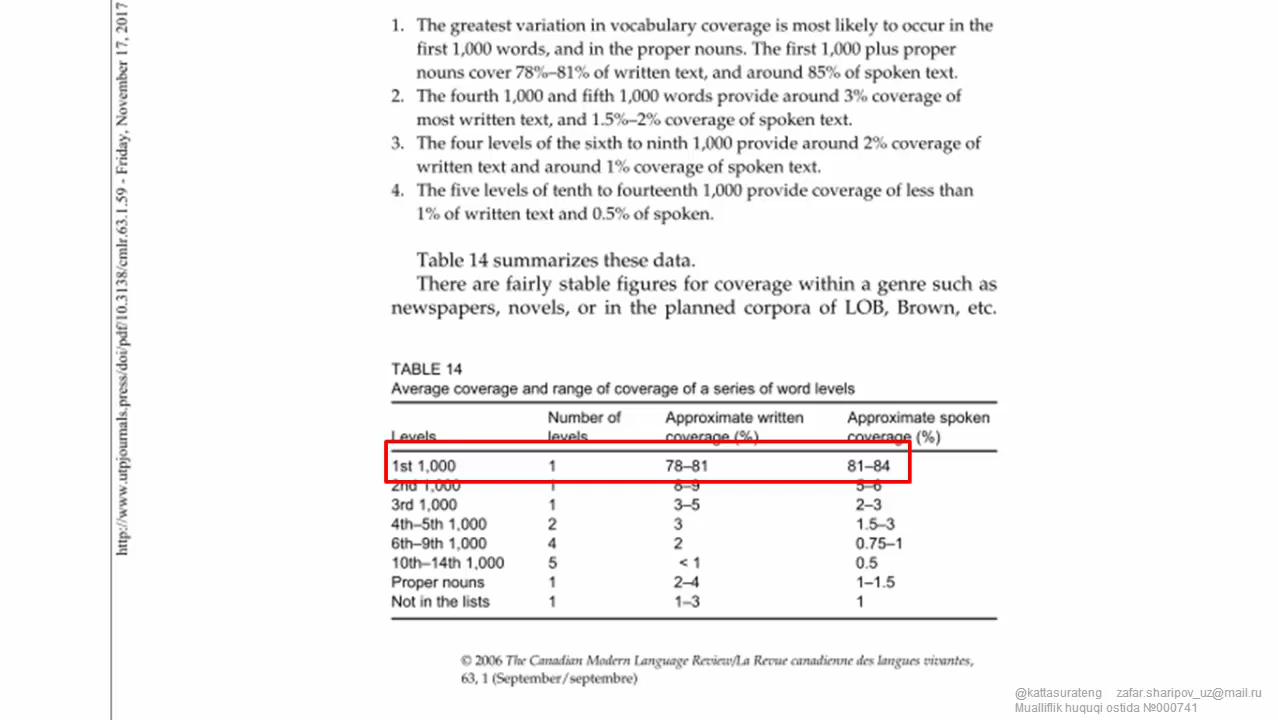 http://www.utpjournals.press/doi/pdf/10.3138/cmlr.63.1.59 - Friday, November 17, 2017
1. The greatest variation in vocabulary coverage is most likely to occur in the
first 1,000 words, and in the proper nouns. The first 1,000 plus proper
nouns cover 78%–81% of written text, and around 85% of spoken text.
2. The fourth 1,000 and fifth 1,000 words provide around 3% coverage of
most written text, and 1.5%–2% coverage of spoken text.
3. The four levels of the sixth to ninth 1,000 provide around 2% coverage of
written text and around 1% coverage of spoken text.
4. The five levels of tenth to fourteenth 1,000 provide coverage of less than
1% of written text and 0.5% of spoken.
Table 14 summarizes these data.
There are fairly stable figures for coverage within a genre such as
newspapers, novels, or in the planned corpora of LOB, Brown, etc.
TABLE 14
Average coverage and range of coverage of a series of word levels
Number of Approximate written Approximate spoken
Levels levels coverage (%) coverage (%)
1st 1,000 1 78–81 81–84
2nd 1,000 1 8–9 5–6
3rd 1,000 1 3–5 2–3
4th–5th 1,000 2 3 1.5–3
6th–9th 1,000 4 2 0.75–1
10th–14th 1,000 5 < 1 0.5
Proper nouns 1 2–4 1–1.5
Not in the lists 1 1–3 1
© 2006 The Canadian Modern Language Review/La Revue canadienne des langues vivantes,
63, 1 (September/septembre)
@kattasurateng zafar.sharipov_uz@mail.ru
Mualliflik huquqi ostida №000741